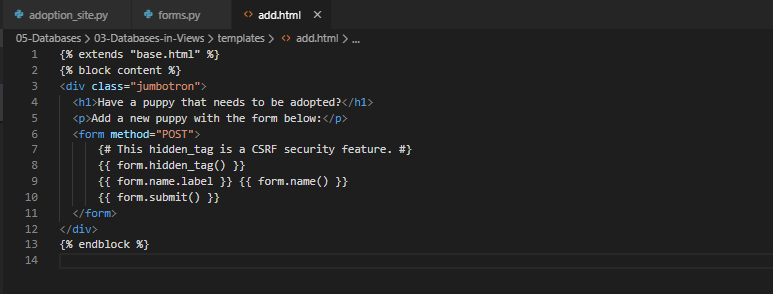 adoption_site.py forms.py <> add.html ×
05-Databases > 03-Databases-in-Views > templates > <> add.html > ...
1 {% extends "base.html" %}
2 {% block content %}
3 <div class="jumbotron">
4 <h1>Have a puppy that needs to be adopted?</h1>
5 <p>Add a new puppy with the form below:</p>
6 <form method="POST">
7 {# This hidden_tag is a CSRF security feature. #}
8 {{ form.hidden_tag() }}
9 {{ form.name.label }} {{ form.name() }}
10 {{ form.submit() }}
11 </form>
12 </div>
13 {% endblock %}
14